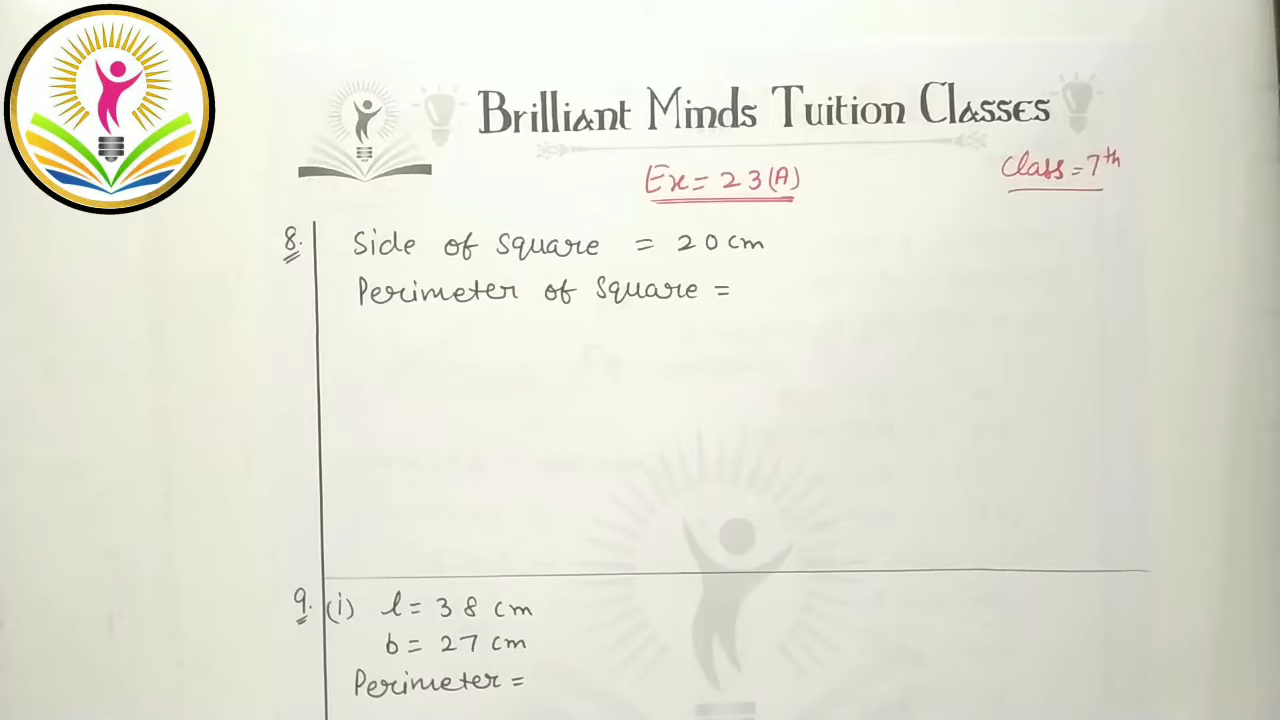 Brilliant Minds Tuition Classes
Ex = 23(A)
Class = 7th
8. Side of square = 20 cm
Perimeter of square =
9. (i) l = 38 cm
b = 27 cm
Perimeter =